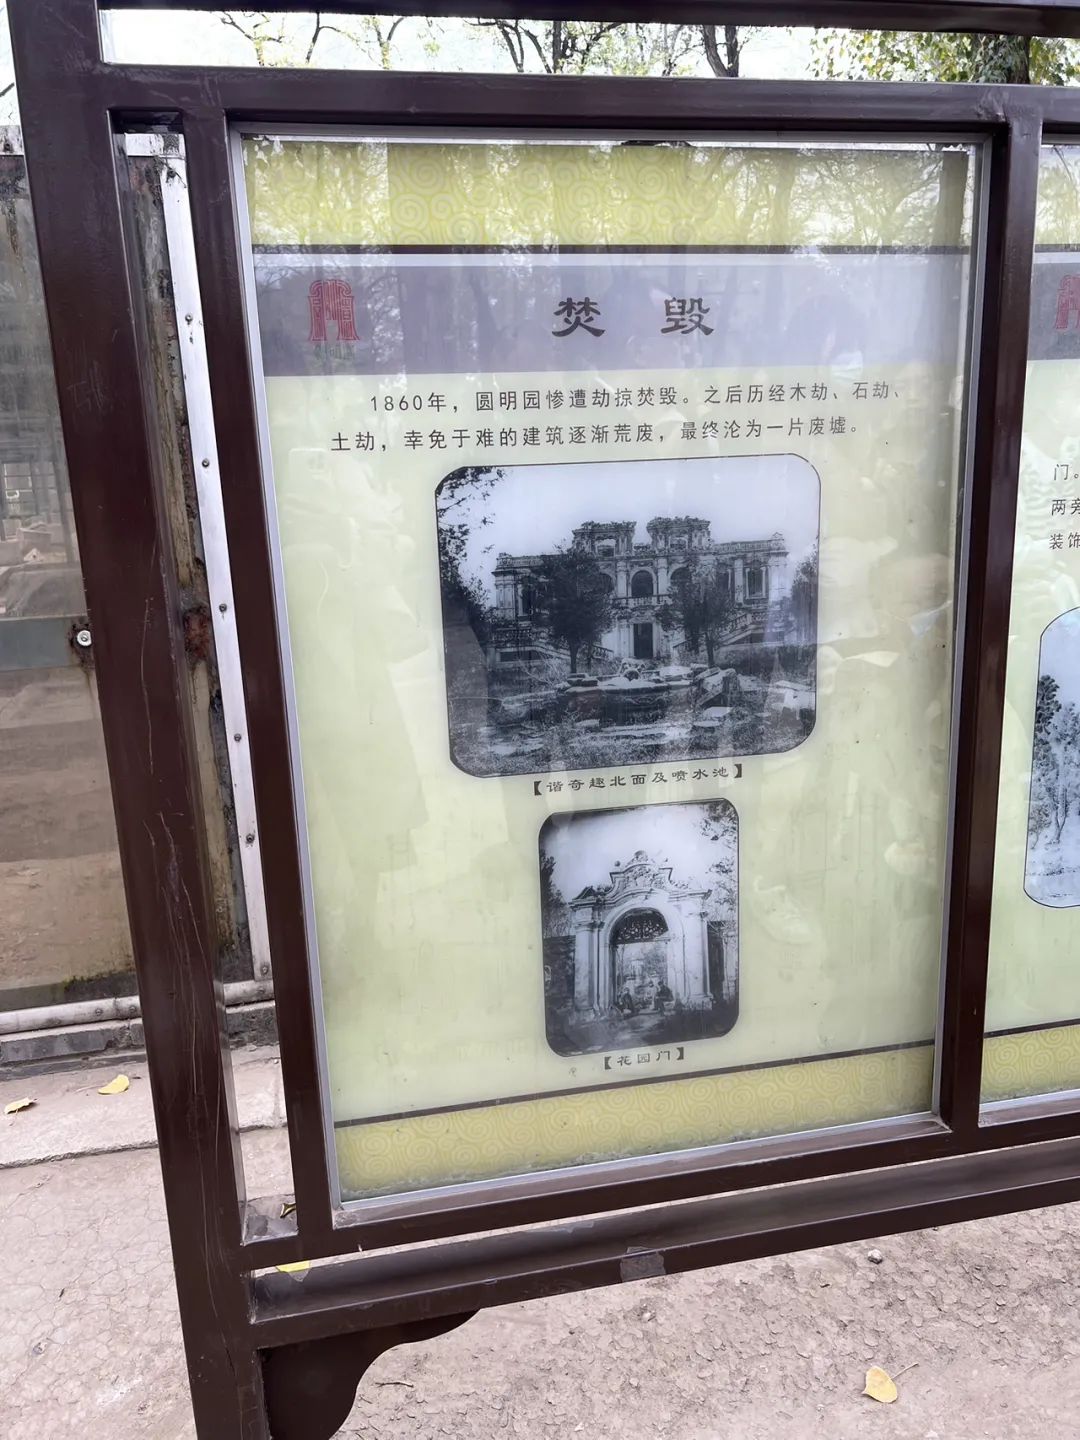 焚毁
1860年，圆明园惨遭劫掠焚毁。之后历经木劫、石劫、
土劫，幸免于难的建筑逐渐荒废，最终沦为一片废墟。
【谐奇趣北面及喷水池】
【花园门】
门。
两旁
装饰